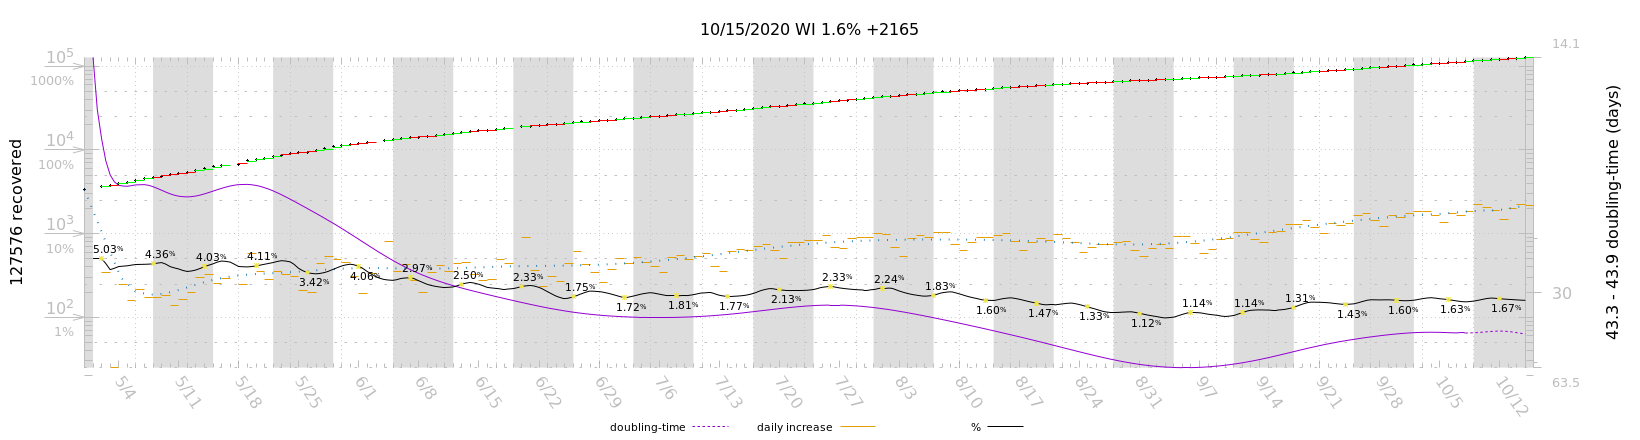 10/15/2020 WI 1.6% +2165
127576 recovered
10^5
1000%
10^4
100%
10^3
10%
10^2
1%
14.1
30
63.5
43.3 - 43.9 doubling-time (days)
5.03% 4.36% 4.03% 4.11% 3.42% 4.06% 2.97% 2.50% 2.33% 1.75% 1.72% 1.81% 1.77% 2.13% 2.33% 2.24% 1.83% 1.60% 1.47% 1.33% 1.12% 1.14% 1.14% 1.31% 1.43% 1.60% 1.63% 1.67%
5/4 5/11 5/18 5/25 6/1 6/8 6/15 6/22 6/29 7/6 7/13 7/20 7/27 8/3 8/10 8/17 8/24 8/31 9/7 9/14 9/21 9/28 10/5 10/12
doubling-time daily increase %